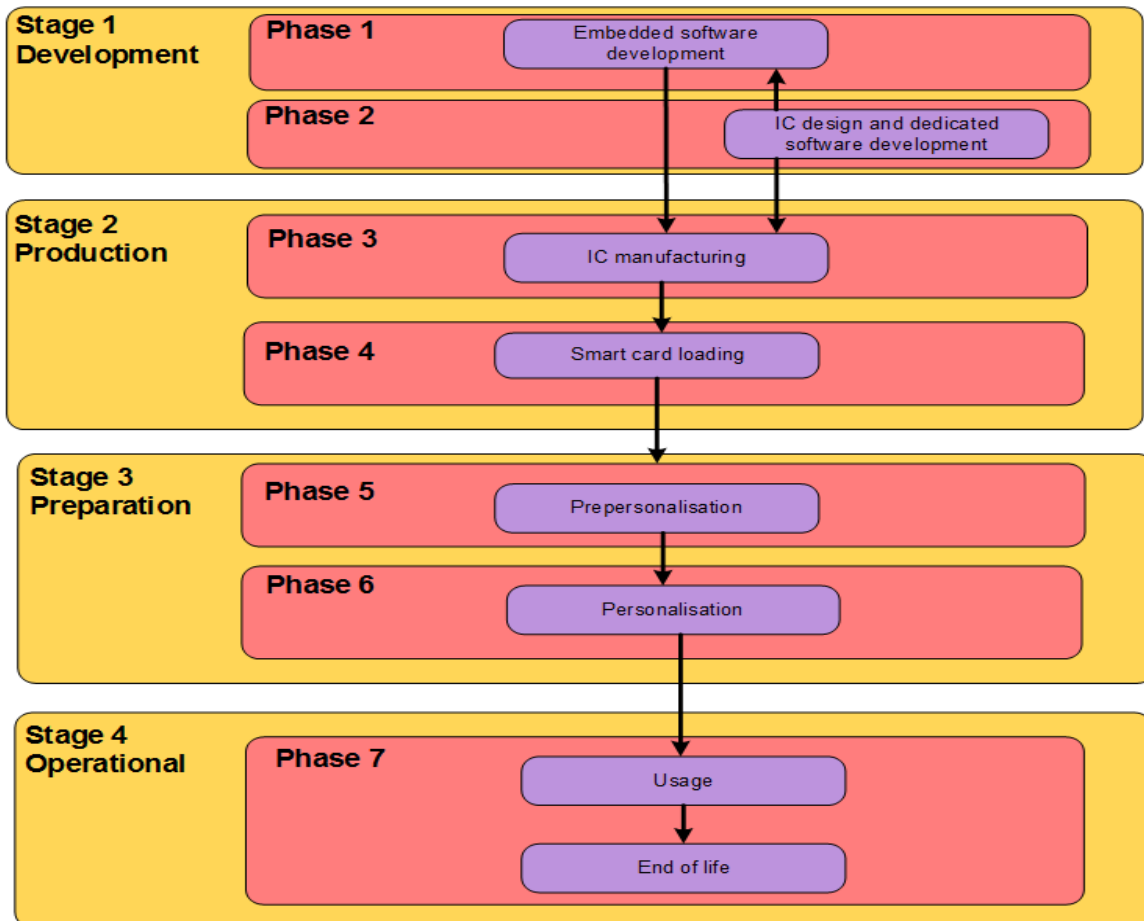 Stage 1
Development
Phase 1
Embedded software
development
Phase 2
IC design and dedicated
software development
Stage 2
Production
Phase 3
IC manufacturing
Phase 4
Smart card loading
Stage 3
Preparation
Phase 5
Prepersonalisation
Phase 6
Personalisation
Stage 4
Operational
Phase 7
Usage
End of life